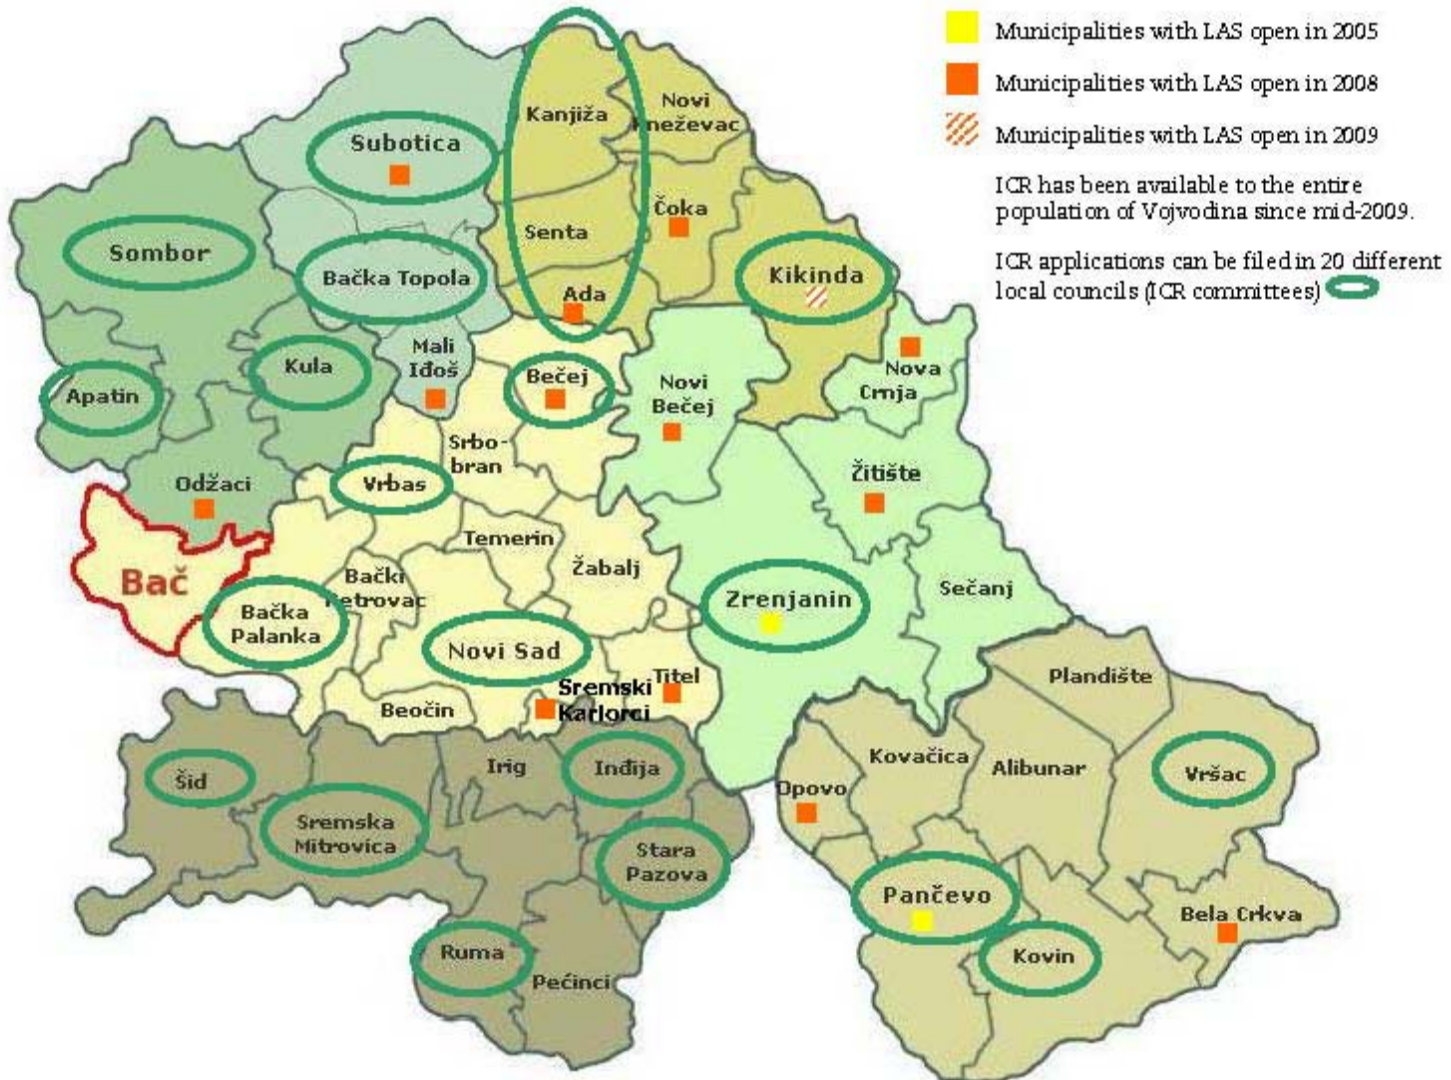 Municipalities with LAS open in 2005
Municipalities with LAS open in 2008
Municipalities with LAS open in 2009
ICR has been available to the entire
population of Vojvodina since mid-2009.
ICR applications can be filed in 20 different
local councils (ICR committees)
Kanjiža
Novi
Kneževac
Subotica
Čoka
Senta
Sombor
Bačka Topola
Kikinda
Ada
Mali
Iđoš
Kula
Bečej
Nova
Crnja
Apatin
Novi
Bečej
Srbo-
bran
Odžaci
Vrbas
Žitište
Temerin
Žabalj
Bač
Bački
Petrovac
Bačka
Palanka
Zrenjanin
Sečanj
Novi Sad
Titel
Sremski
Karlorci
Beočin
Plandište
Kovačica
Alibunar
Vršac
Šid
Irig
Inđija
Opovo
Sremska
Mitrovica
Stara
Pazova
Pančevo
Bela Crkva
Ruma
Pećinci
Kovin